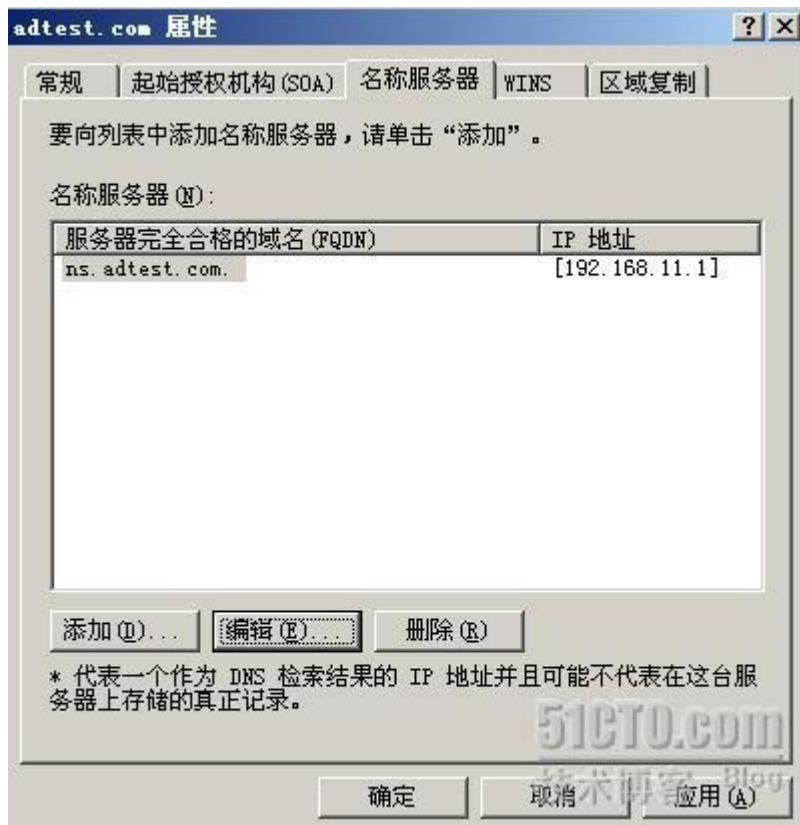 adtest.com 属性
常规 起始授权机构(SOA) 名称服务器 WINS 区域复制
要向列表中添加名称服务器，请单击“添加”。
名称服务器(N):
服务器完全合格的域名(FQDN) IP 地址
ns.adtest.com. [192.168.11.1]
添加(D)... 编辑(E)... 删除(R)
* 代表一个作为 DNS 检索结果的 IP 地址并且可能不代表在这台服
务器上存储的真正记录。
51CTO.com
技术博客 Blog
确定 取消 应用(A)